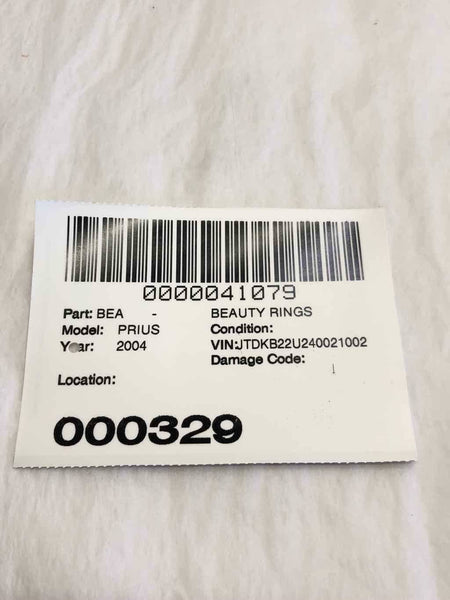 0000041079
Part: BEA - BEAUTY RINGS
Model: PRIUS Condition:
Year: 2004 VIN:JTDKB22U240021002
Damage Code:
Location:
000329